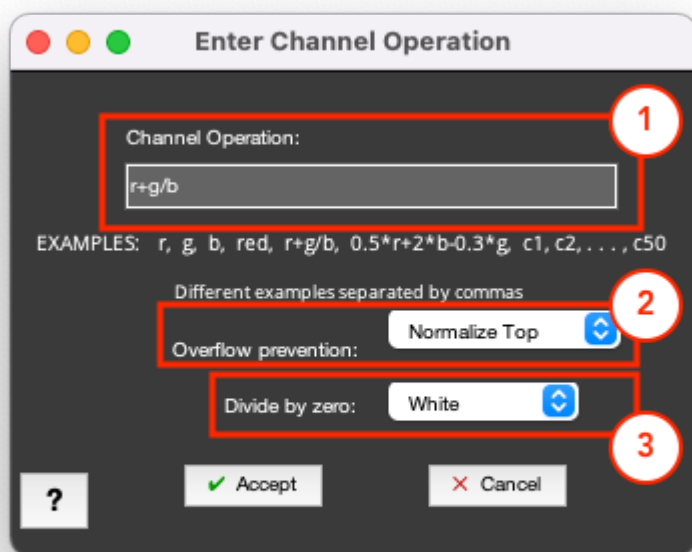 Enter Channel Operation
1
Channel Operation:
r+g/b
EXAMPLES: r, g, b, red, r+g/b, 0.5*r+2*b-0.3*g, c1, c2, . . . , c50
Different examples separated by commas
2
Overflow prevention: Normalize Top
Divide by zero: White
3
? Accept Cancel